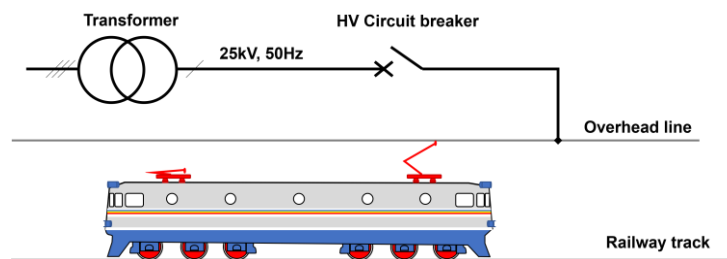 Transformer
HV Circuit breaker
25kV, 50Hz
Overhead line
Railway track